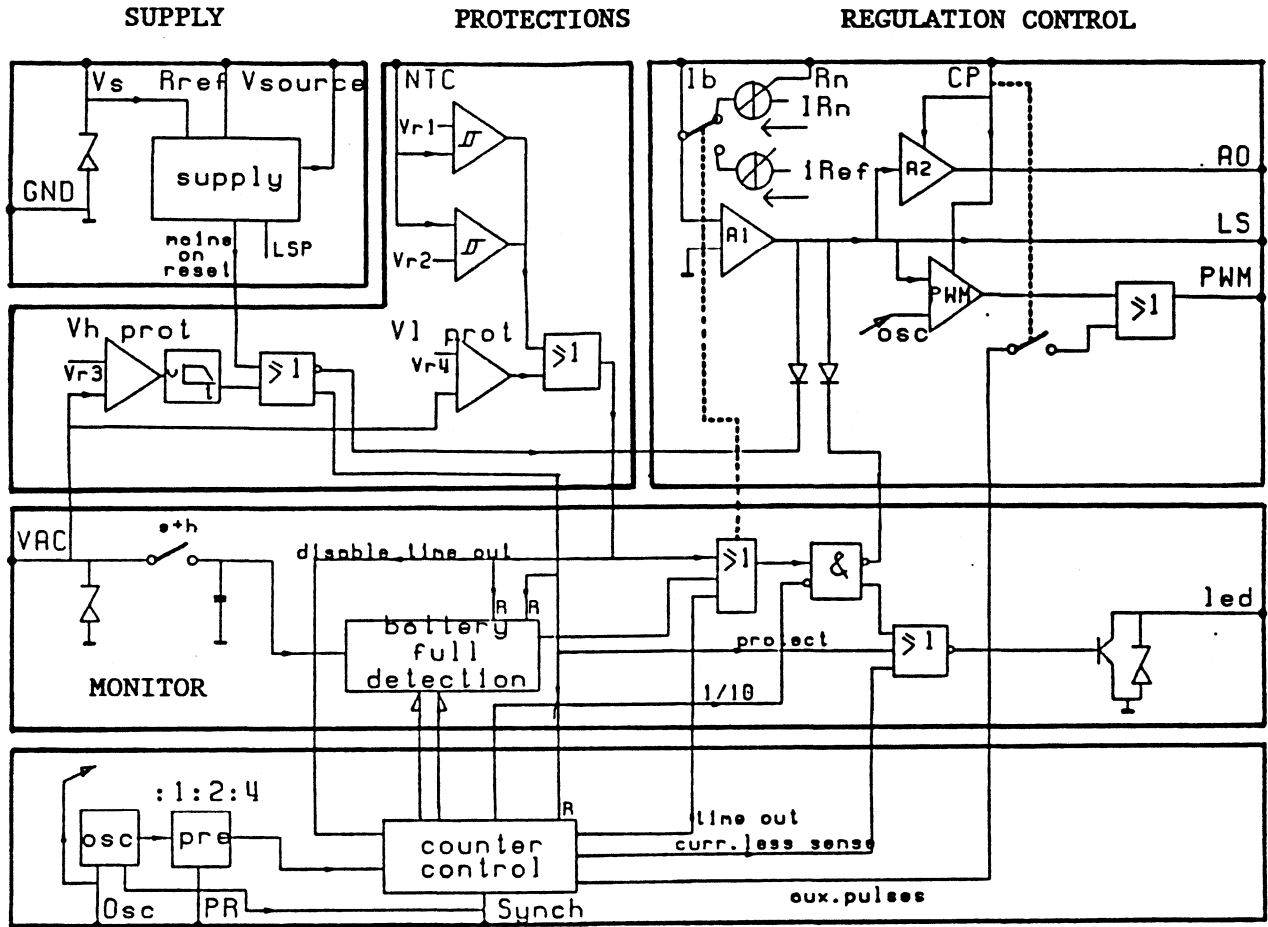 SUPPLY
PROTECTIONS
REGULATION CONTROL
Vs Rref Vsource
NTC
Ib Rn CP
IRn
Vr1
supply
1Ref
R2
AO
GND
mains
on
reset
LSP
Vr2
A1
LS
PWM
PWM
osc
≥1
Vh prot
Vl prot
Vr3
t
≥1
Vr4
≥1
VAC
s+h
disable time out
≥1
&
led
R R
battery
full
detection
protect
≥1
MONITOR
1/10
:1:2:4
R
osc
pre
counter
control
time out
curr.less sense
aux.pulses
Osc PR Synch